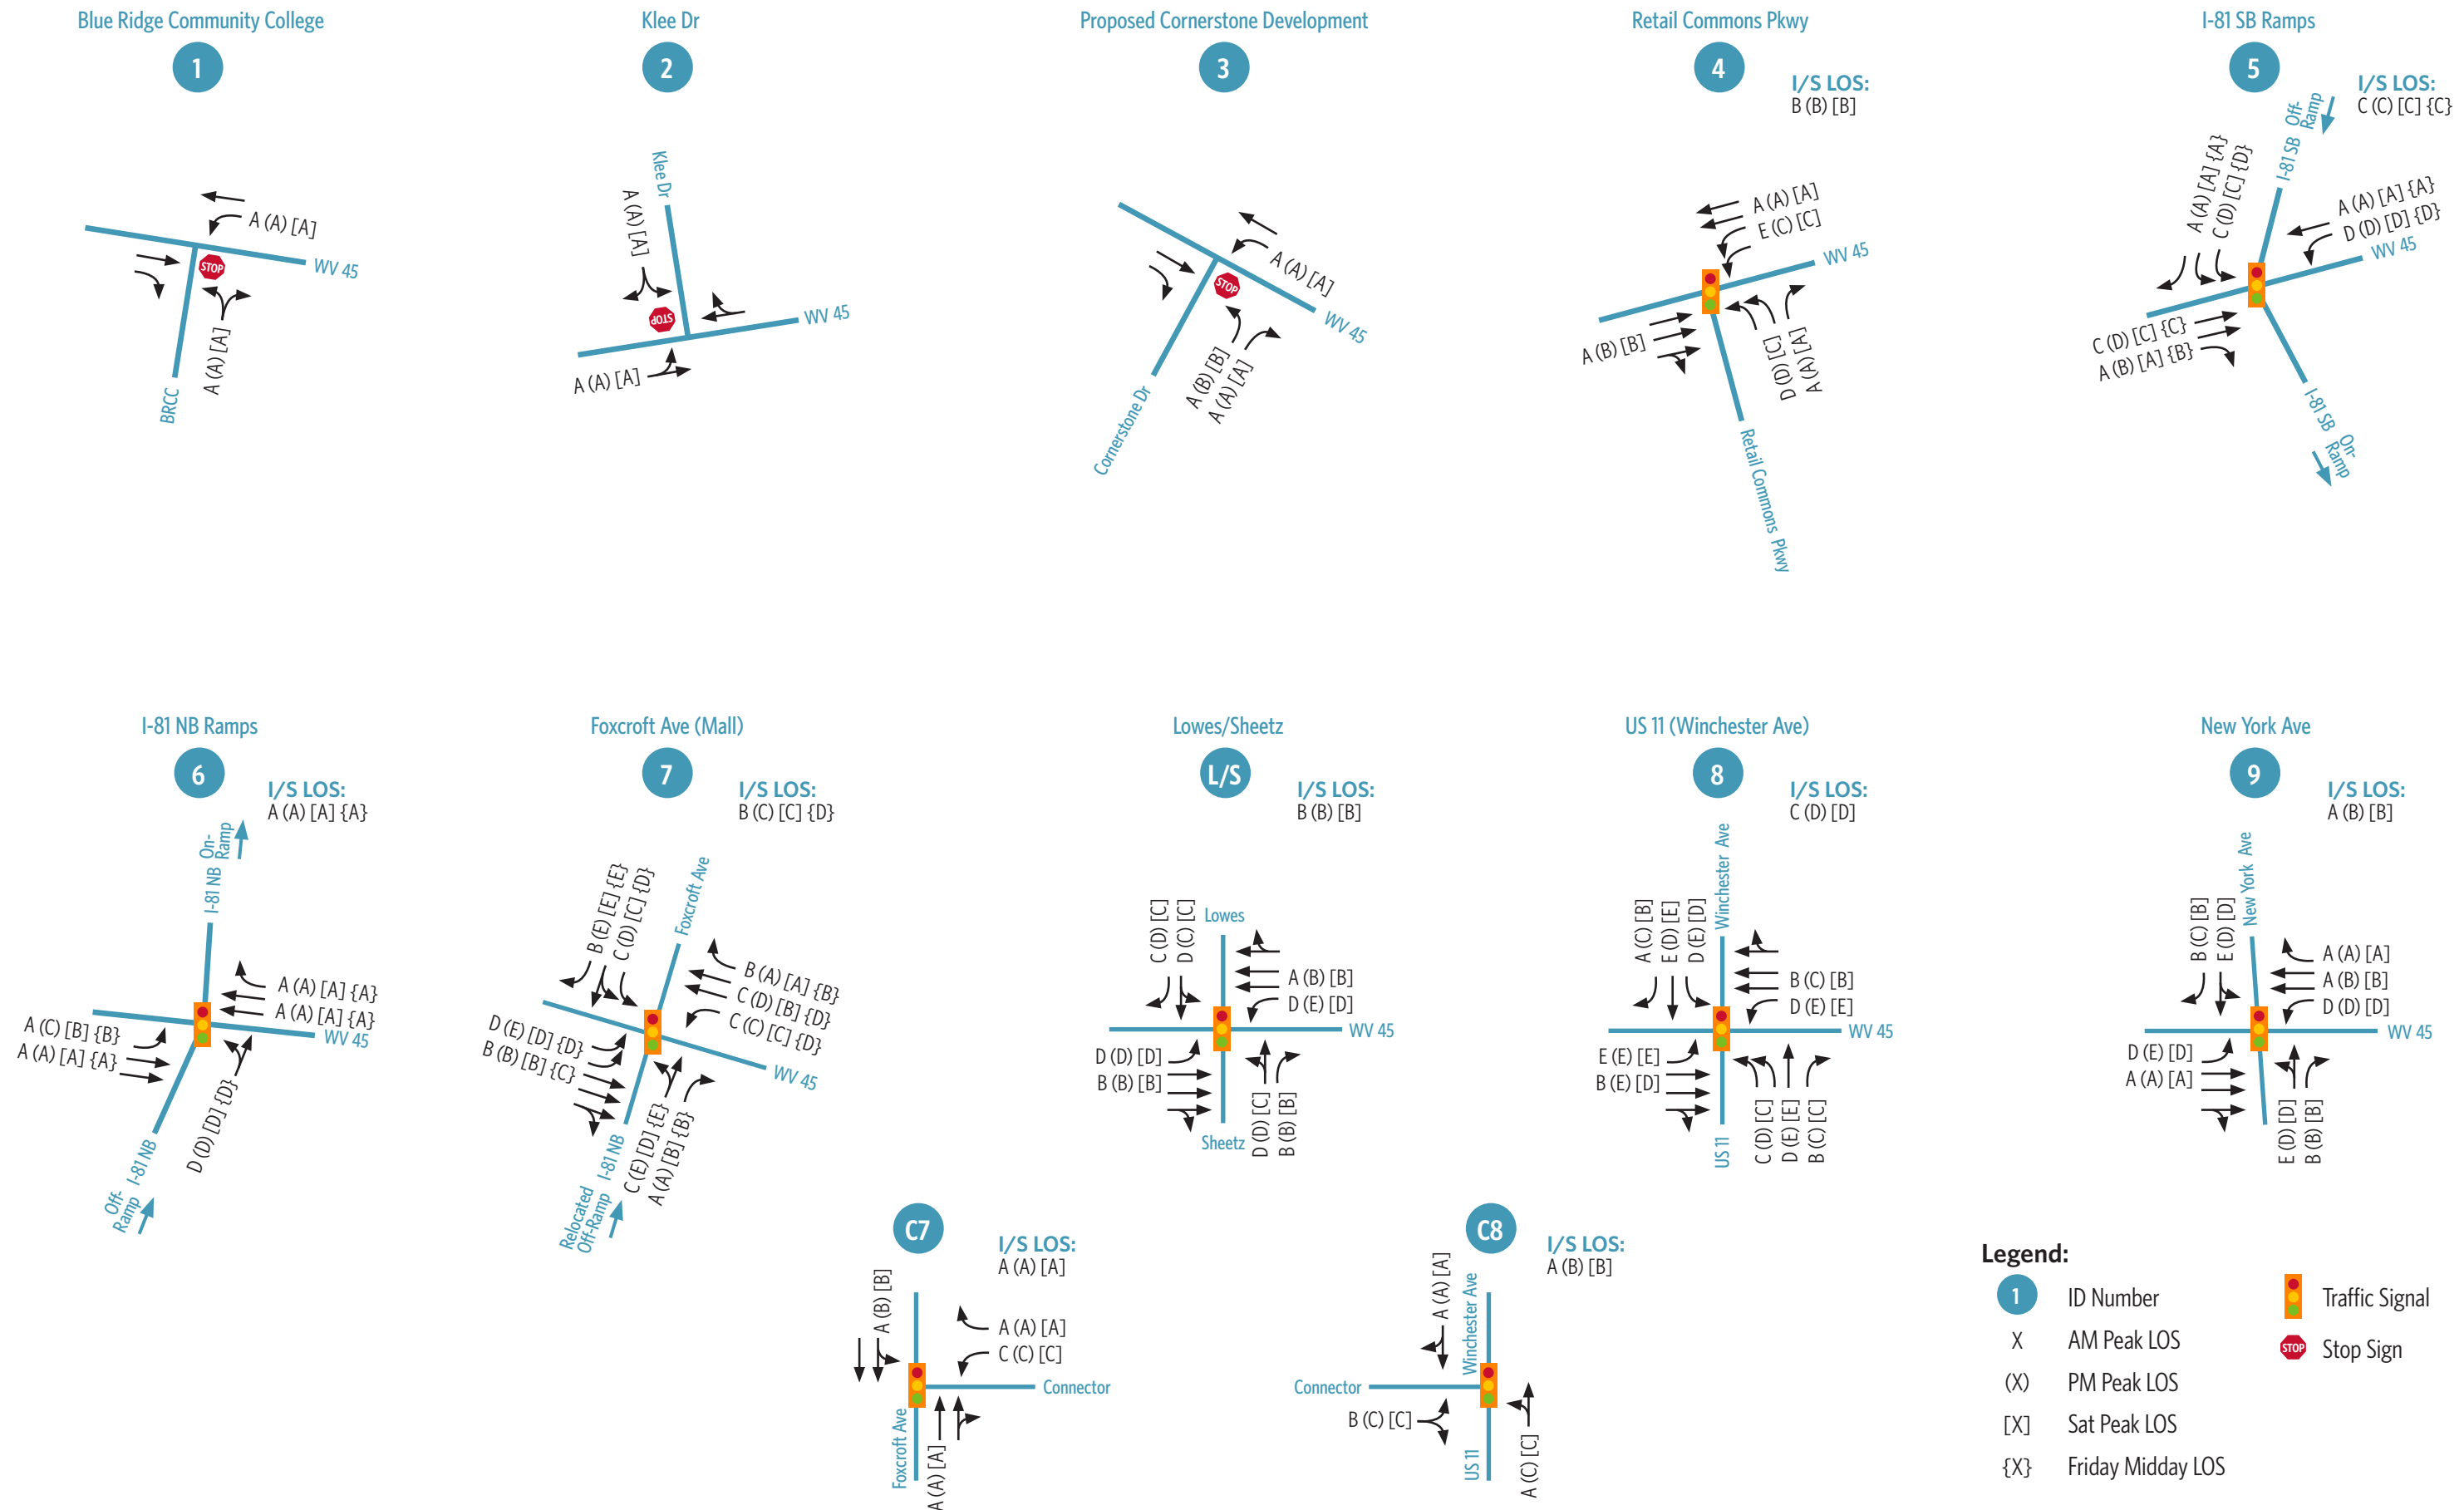 Blue Ridge Community College
1
A (A) [A]
WV 45
STOP
A (A) [A]
BRCC
Klee Dr
2
Klee Dr
A (A) [A]
STOP
WV 45
A (A) [A]
Proposed Cornerstone Development
3
A (A) [A]
STOP
WV 45
A (B) [B]
A (A) [A]
Cornerstone Dr
Retail Commons Pkwy
4
I/S LOS:
B (B) [B]
A (A) [A]
E (C) [C]
WV 45
A (B) [B]
D (D) [C]
A (A) [A]
Retail Commons Pkwy
I-81 SB Ramps
5
I/S LOS:
C (C) [C] {C}
I-81 SB Off-
Ramp
A (A) [A] {A}
C (D) [C] {D}
A (A) [A] {A}
D (D) [D] {D}
WV 45
C (D) [C] {C}
A (B) [A] {B}
I-81 SB On-
Ramp
I-81 NB Ramps
6
I/S LOS:
A (A) [A] {A}
I-81 NB On-
Ramp
A (A) [A] {A}
A (A) [A] {A}
WV 45
A (C) [B] {B}
A (A) [A] {A}
D (D) [D] {D}
Off-
Ramp I-81 NB
Foxcroft Ave (Mall)
7
I/S LOS:
B (C) [C] {D}
B (E) [E] {E}
C (D) [C] {D}
Foxcroft Ave
B (A) [A] {B}
C (D) [B] {D}
C (C) [C] {D}
WV 45
D (E) [D] {D}
B (B) [B] {C}
C (E) [D] {E}
A (A) [B] {B}
Relocated
Off-Ramp I-81 NB
Lowes/Sheetz
L/S
I/S LOS:
B (B) [B]
C (D) [C]
D (C) [C]
Lowes
A (B) [B]
D (E) [D]
WV 45
D (D) [D]
B (B) [B]
Sheetz
D (D) [C]
B (B) [B]
US 11 (Winchester Ave)
8
I/S LOS:
C (D) [D]
Winchester Ave
A (C) [B]
E (D) [E]
D (E) [D]
B (C) [B]
D (E) [E]
WV 45
E (E) [E]
B (E) [D]
US 11
C (D) [C]
D (E) [E]
B (C) [C]
New York Ave
9
I/S LOS:
A (B) [B]
New York Ave
B (C) [B]
E (D) [D]
A (A) [A]
A (B) [B]
D (D) [D]
WV 45
D (E) [D]
A (A) [A]
E (D) [D]
B (B) [B]
C7
I/S LOS:
A (A) [A]
A (B) [B]
A (A) [A]
C (C) [C]
Connector
Foxcroft Ave
A (A) [A]
C8
I/S LOS:
A (B) [B]
A (A) [A]
Winchester Ave
Connector
B (C) [C]
US 11
A (C) [C]
Legend:
1 ID Number
X AM Peak LOS
(X) PM Peak LOS
[X] Sat Peak LOS
{X} Friday Midday LOS
Traffic Signal
STOP Stop Sign